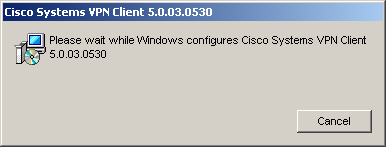 Cisco Systems VPN Client 5.0.03.0530
Please wait while Windows configures Cisco Systems VPN Client
5.0.03.0530
Cancel